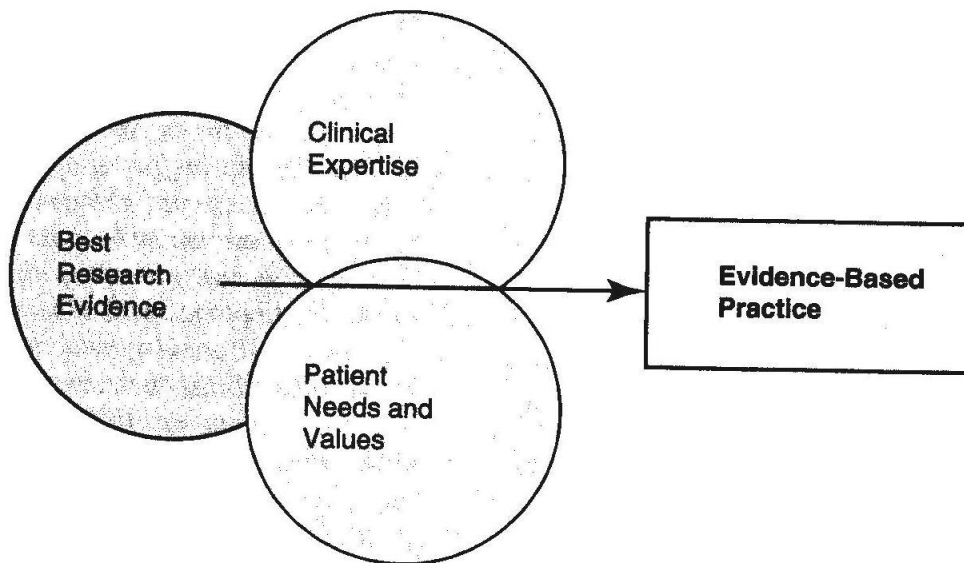 Clinical
Expertise
Best
Research
Evidence
Patient
Needs and
Values
Evidence-Based
Practice